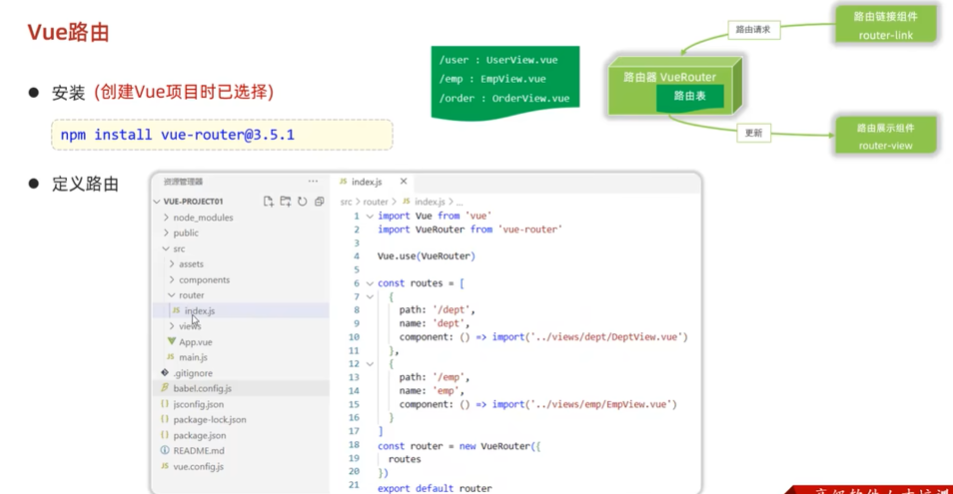 Vue路由
安装 (创建Vue项目时已选择)
npm install vue-router@3.5.1
定义路由
/user : UserView.vue
/emp : EmpView.vue
/order : OrderView.vue
路由器 VueRouter
路由表
路由请求
路由链接组件
router-link
更新
路由展示组件
router-view
资源管理器
VUE-PROJECT01
node_modules
public
src
assets
components
router
JS index.js
views
App.vue
JS main.js
.gitignore
babel.config.js
{} jsconfig.json
{} package-lock.json
{} package.json
README.md
JS vue.config.js
JS index.js
src > router > JS index.js > ...
1 import Vue from 'vue'
2 import VueRouter from 'vue-router'
3
4 Vue.use(VueRouter)
5
6 const routes = [
7 {
8 path: '/dept',
9 name: 'dept',
10 component: () => import('../views/dept/DeptView.vue')
11 },
12 {
13 path: '/emp',
14 name: 'emp',
15 component: () => import('../views/emp/EmpView.vue')
16 }
17 ]
18 const router = new VueRouter({
19 routes
20 })
21 export default router